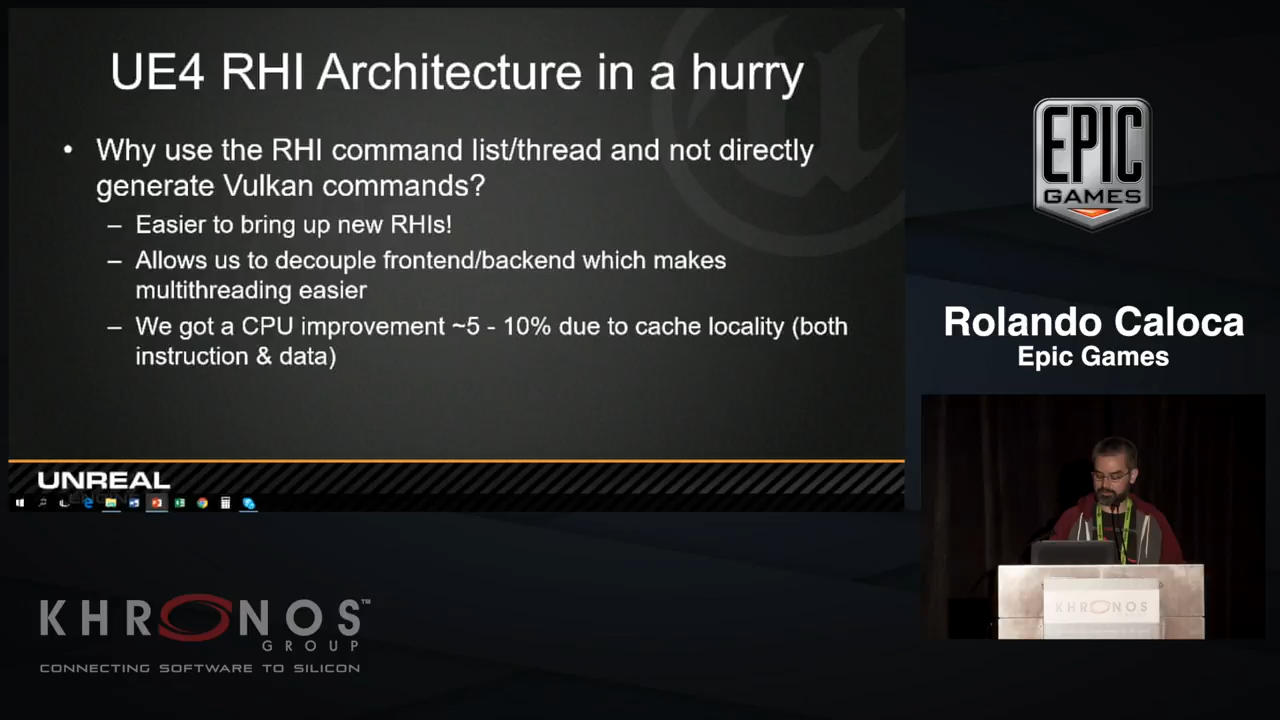 UE4 RHI Architecture in a hurry
• Why use the RHI command list/thread and not directly
generate Vulkan commands?
– Easier to bring up new RHIs!
– Allows us to decouple frontend/backend which makes
multithreading easier
– We got a CPU improvement ~5 - 10% due to cache locality (both
instruction & data)
UNREAL
EPIC
GAMES
Rolando Caloca
Epic Games
KHRONOS
KHRONOS™
GROUP
CONNECTING SOFTWARE TO SILICON